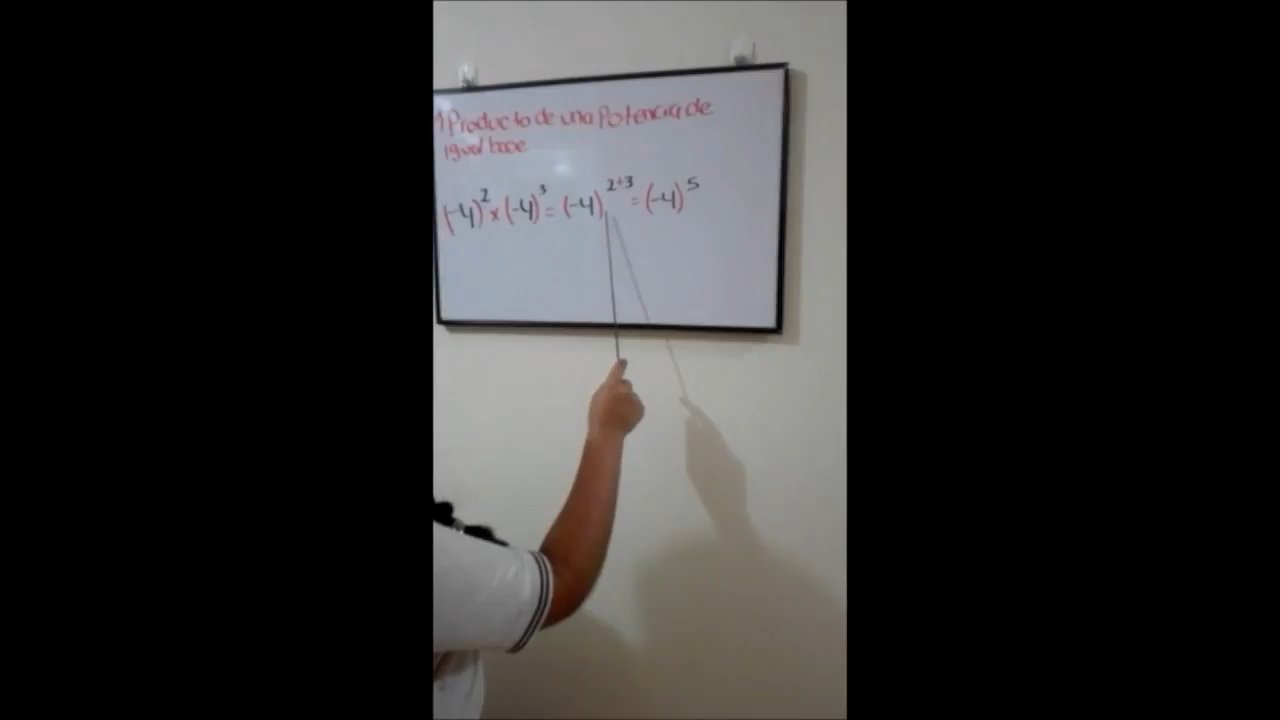 1 Producto de una Potencia de
igual base
(-4)² × (-4)³ = (-4)²⁺³ = (-4)⁵